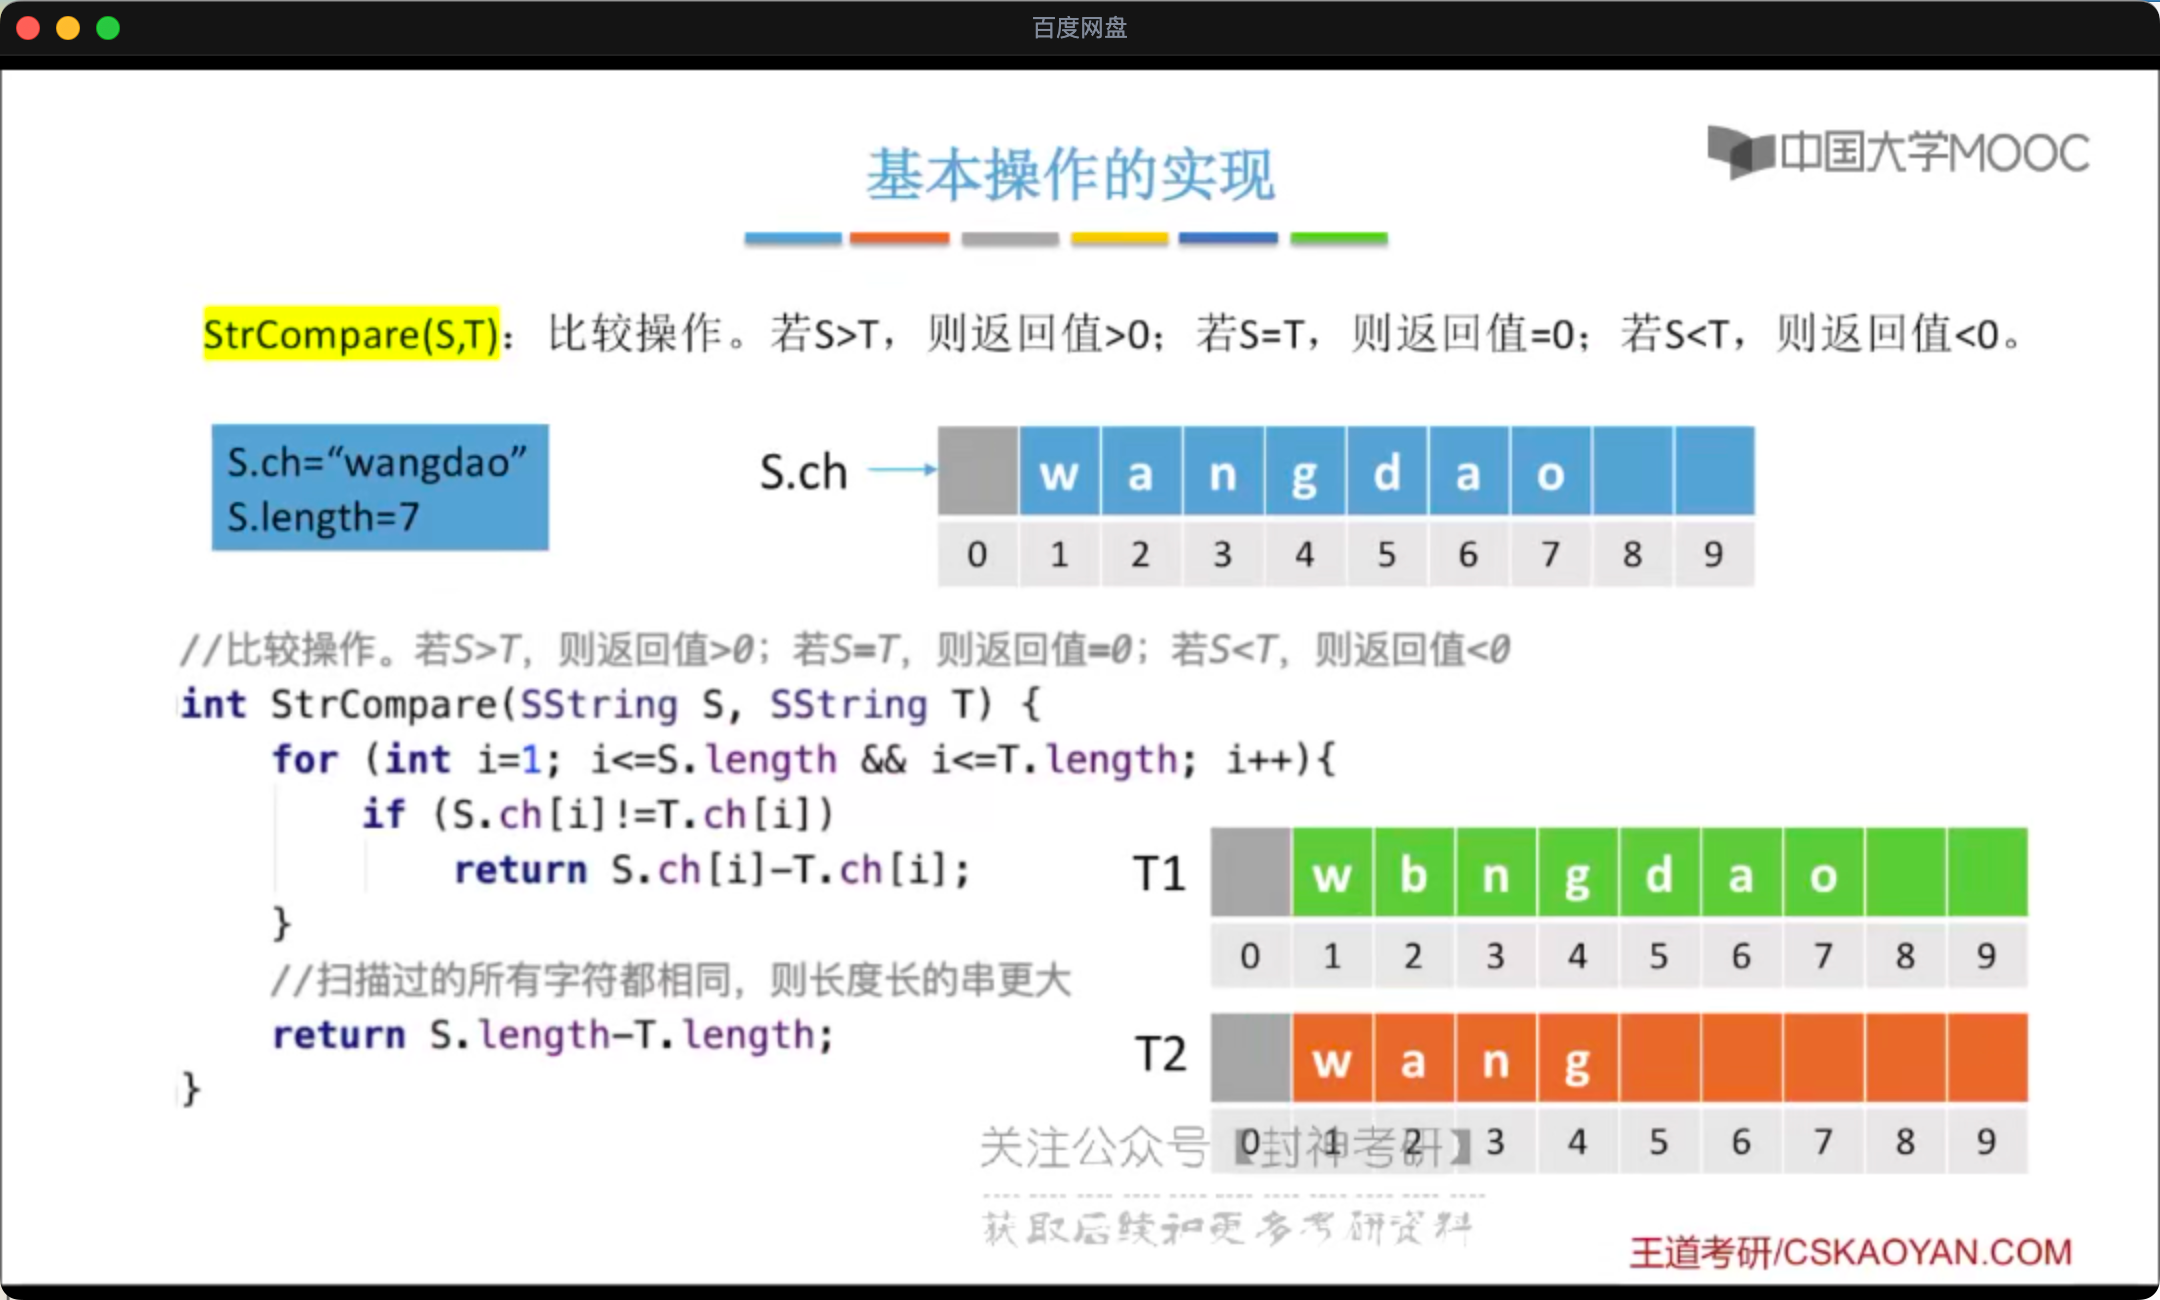 百度网盘
中国大学MOOC
基本操作的实现
StrCompare(S,T)：比较操作。若S>T，则返回值>0；若S=T，则返回值=0；若S<T，则返回值<0。
S.ch=“wangdao”
S.length=7
S.ch
w a n g d a o
0 1 2 3 4 5 6 7 8 9
//比较操作。若S>T，则返回值>0；若S=T，则返回值=0；若S<T，则返回值<0
int StrCompare(SString S, SString T) {
for (int i=1; i<=S.length && i<=T.length; i++){
if (S.ch[i]!=T.ch[i])
return S.ch[i]-T.ch[i];
}
//扫描过的所有字符都相同，则长度长的串更大
return S.length-T.length;
}
T1
w b n g d a o
0 1 2 3 4 5 6 7 8 9
T2
w a n g
0 1 2 3 4 5 6 7 8 9
关注公众号【封神考研】
获取后续和更多考研资料
王道考研/CSKAOYAN.COM